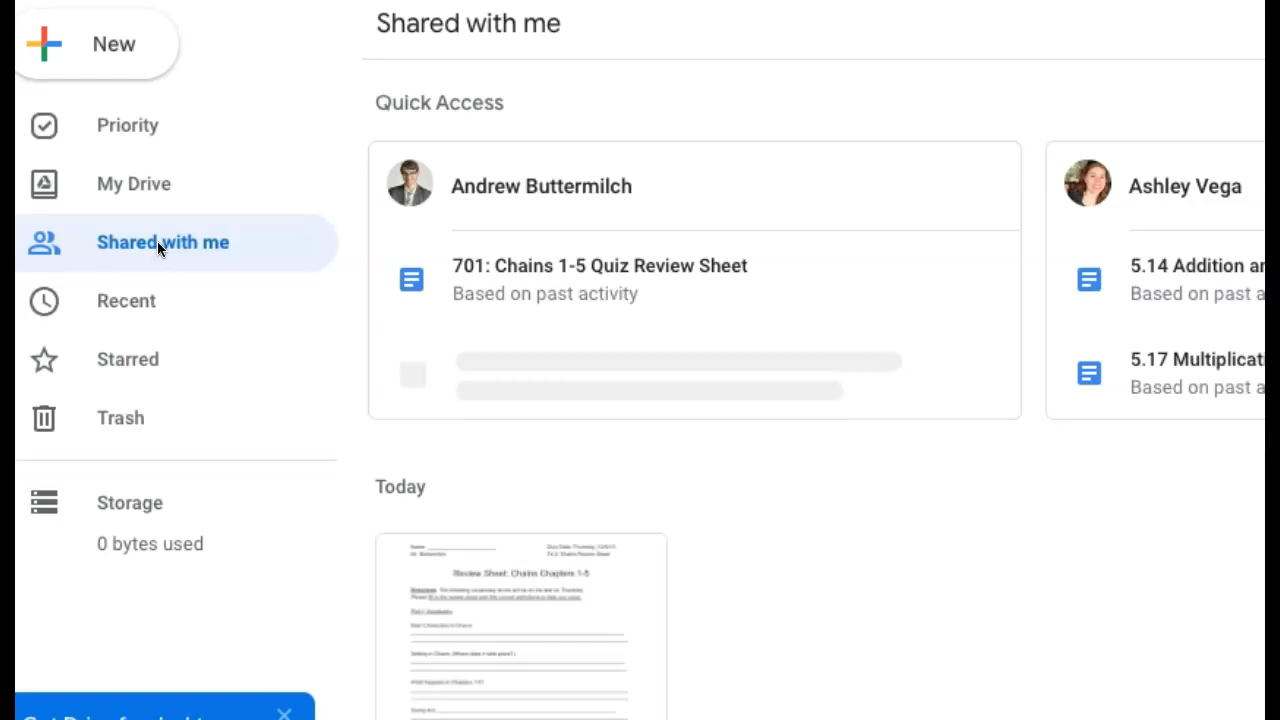 New
Shared with me
Priority
My Drive
Shared with me
Recent
Starred
Trash
Storage
0 bytes used
Quick Access
Andrew Buttermilch
701: Chains 1-5 Quiz Review Sheet
Based on past activity
Ashley Vega
5.14 Addition a
Based on past a
5.17 Multiplicat
Based on past a
Today
Review Sheet: Chains Chapters 1-5